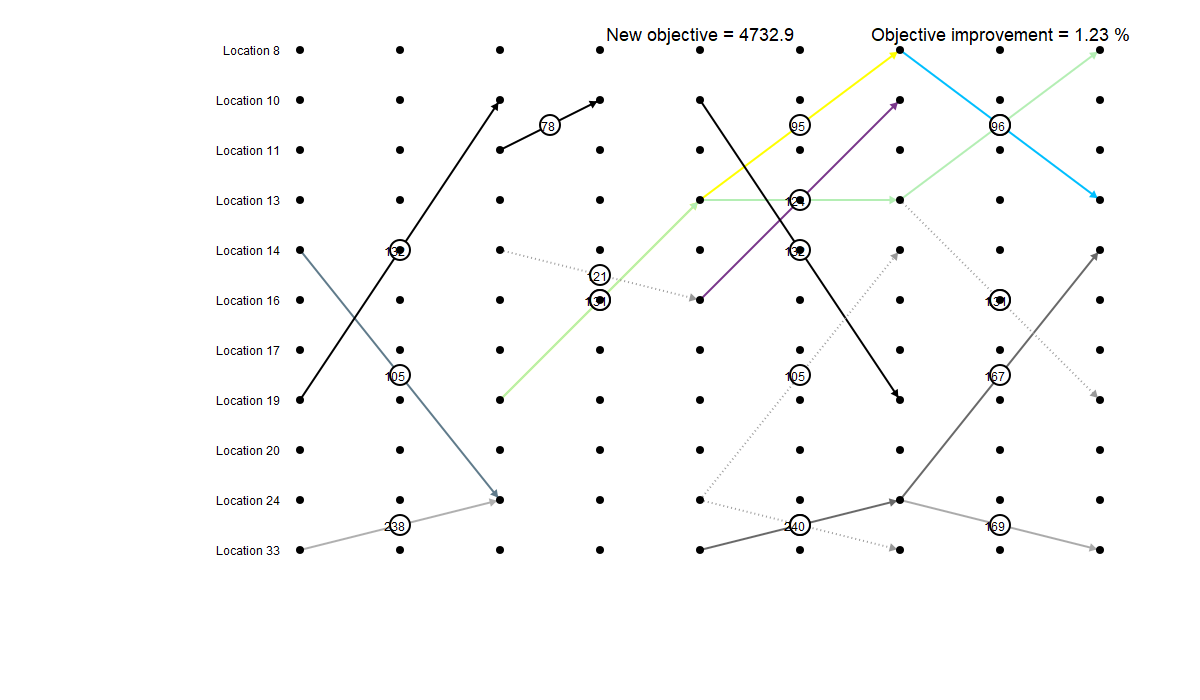 New objective = 4732.9 Objective improvement = 1.23 %
Location 8
Location 10
78 95 96
Location 11
Location 13
124
Location 14
132 132
121
Location 16
131 131
Location 17
105 105 167
Location 19
Location 20
Location 24
238 240 169
Location 33